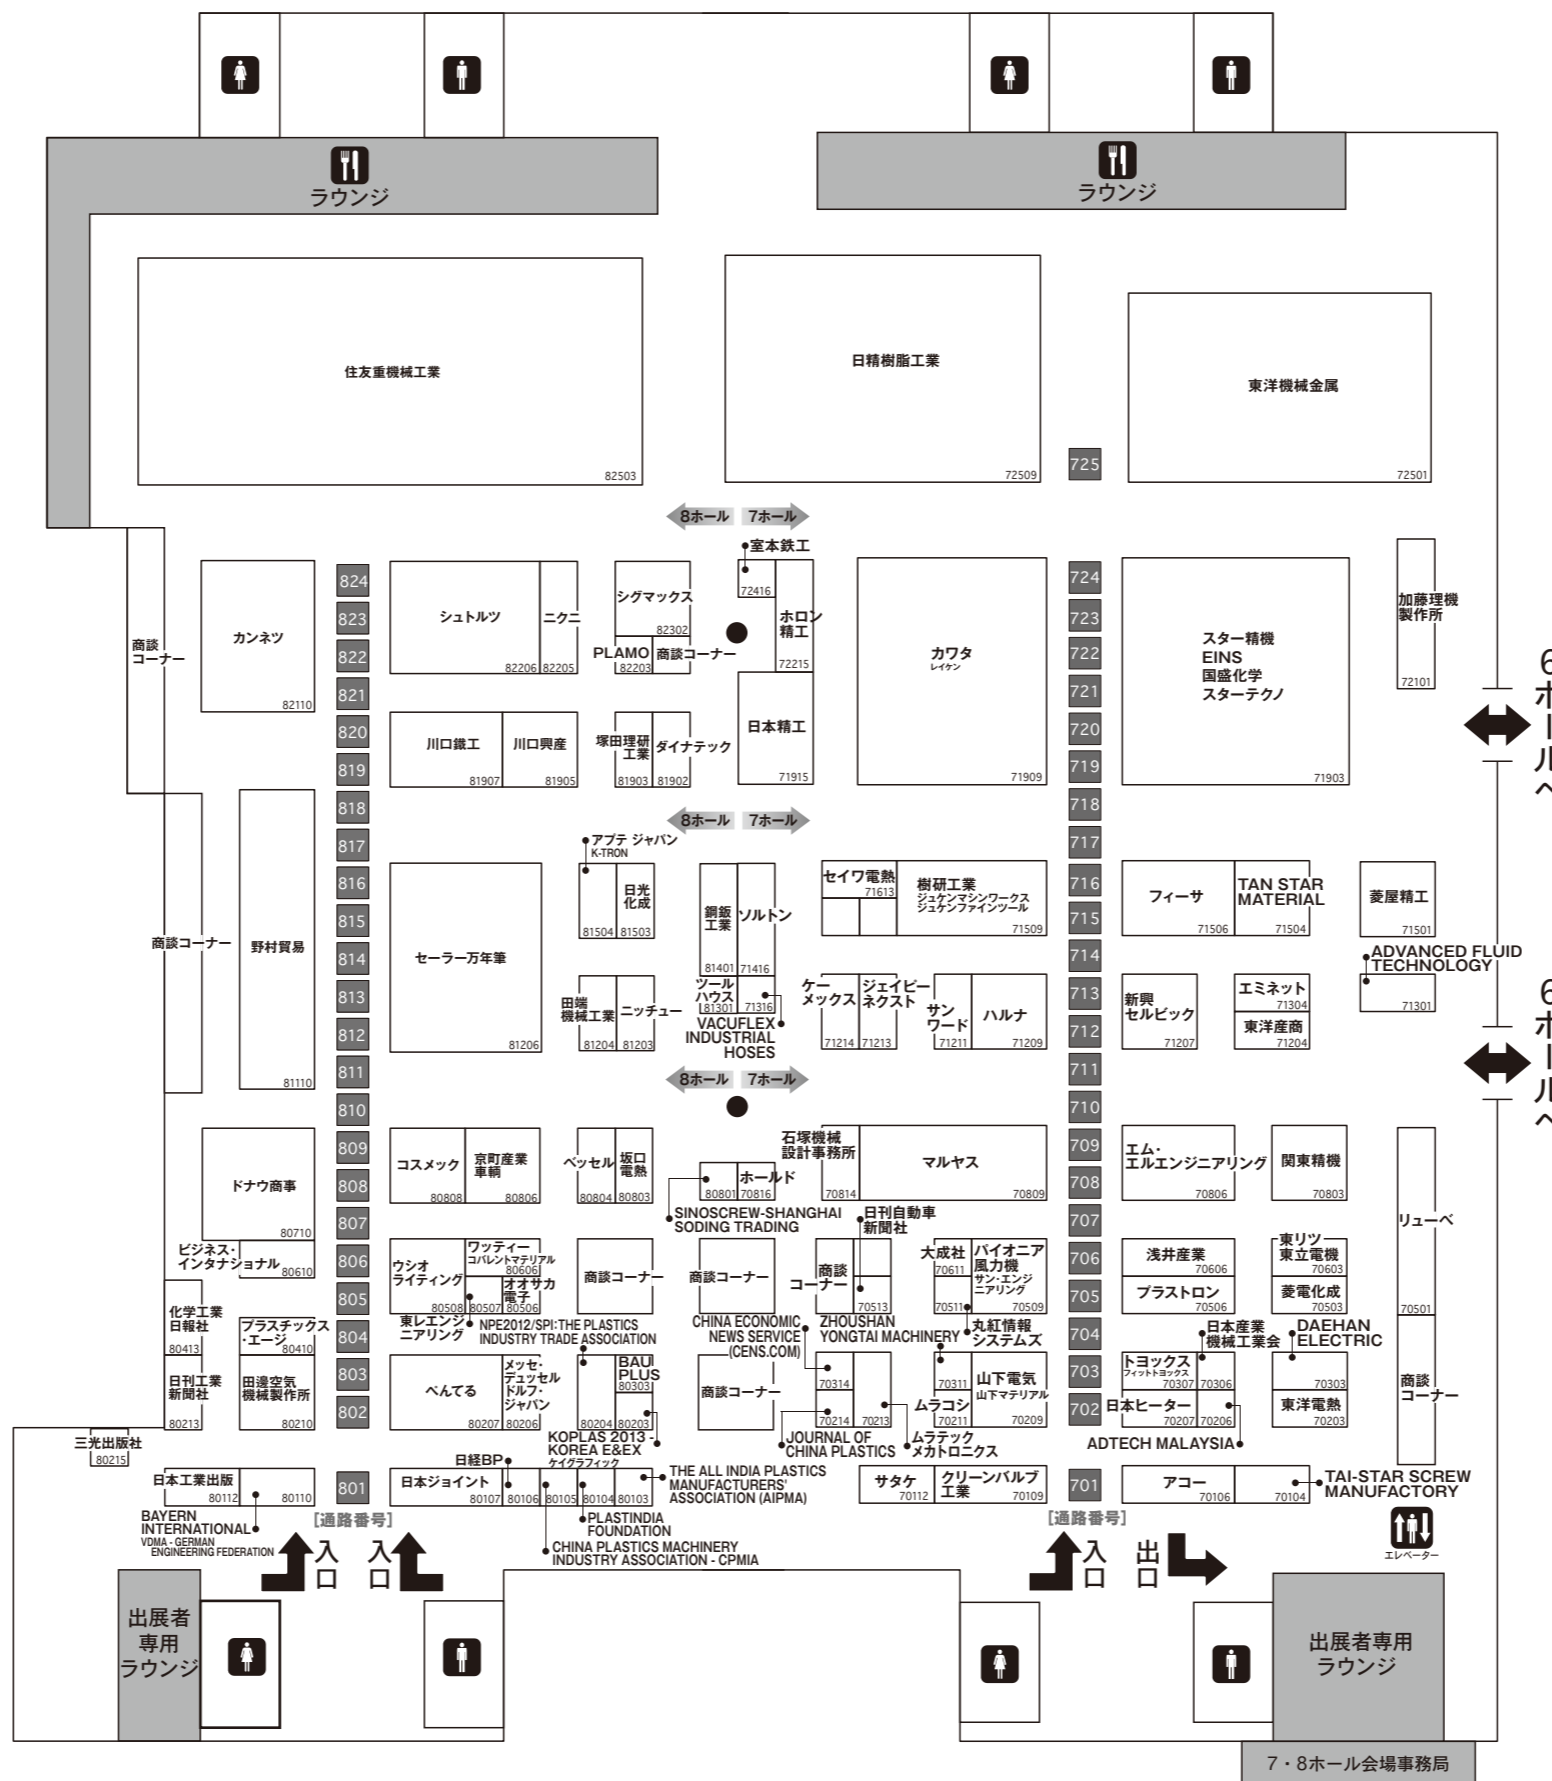 ラウンジ
ラウンジ
住友重機械工業
82503
日精樹脂工業
72509
東洋機械金属
72501
725
8ホール
7ホール
商談
コーナー
カンネツ
82110
824
823
822
821
820
819
818
817
816
815
814
813
812
811
810
809
808
807
806
805
804
803
802
801
シュトルツ
82206
ニクニ
82205
シグマックス
82302
PLAMO
82203
商談コーナー
室本鉄工
72416
ホロン
精工
72215
日本精工
71915
カワタ
レイケン
71909
724
723
722
721
720
719
718
717
716
715
714
713
712
711
710
709
708
707
706
705
704
703
702
701
スター精機
EINS
国盛化学
スターテクノ
71903
加藤理機
製作所
72101
6ホールへ
川口鐵工
81907
川口興産
81905
塚田理研
工業
81903
ダイナテック
81902
8ホール
7ホール
商談コーナー
野村貿易
81110
セーラー万年筆
81206
アプテ ジャパン
K-TRON
81504
日光
化成
81503
田端
機械工業
81204
ニッチュー
81203
鋼鈑
工業
81401
ソルトン
71416
ツール
ハウス
81301
71316
VACUFLEX
INDUSTRIAL
HOSES
セイワ電熱
71613
樹研工業
ジュケンマシンワークス
ジュケンファインツール
71509
ケー
メックス
71214
ジェイピー
ネクスト
71213
サン
ワード
71211
ハルナ
71209
フィーサ
71506
TAN STAR
MATERIAL
71504
菱屋精工
71501
ADVANCED FLUID
TECHNOLOGY
71301
新興
セルビック
71207
エミネット
71304
東洋産商
71204
6ホールへ
8ホール
7ホール
ドナウ商事
80710
ビジネス・
インタナショナル
80610
コスメック
80808
京町産業
車輌
80806
ベッセル
80804
坂口
電熱
80803
80801
ホールド
70816
SINOSCREW-SHANGHAI
SODING TRADING
石塚機械
設計事務所
70814
マルヤス
70809
エム・
エルエンジニアリング
70806
関東精機
70803
リューベ
70501
ウシオ
ライティング
80508
ワッティー
コバレントマテリアル
80606
80507
オオサカ
電子
80506
東レエンジ
ニアリング
NPE2012/SPI:THE PLASTICS
INDUSTRY TRADE ASSOCIATION
商談コーナー
商談コーナー
日刊自動車
新聞社
商談
コーナー
70513
大成社
70611
70511
パイオニア
風力機
サン・エンジ
ニアリング
70509
丸紅情報
システムズ
浅井産業
70606
プラストロン
70506
東リツ
東立電機
70603
菱電化成
70503
化学工業
日報社
80413
プラスチックス
・エージ
80410
日刊工業
新聞社
80213
田邊空気
機械製作所
80210
ぺんてる
80207
メッセ・
デュッセル
ドルフ・
ジャパン
80206
80204
BAUI
PLUS
80303
80203
KOPLAS 2013 -
KOREA E&EX
ケイグラフィック
商談コーナー
CHINA ECONOMIC
NEWS SERVICE
(CENS.COM)
70314
70214
70213
JOURNAL OF
CHINA PLASTICS
ムラテック
メカトロニクス
ZHOUSHAN
YONGTAI MACHINERY
70311
ムラコシ
70211
山下電気
山下マテリアル
70209
トヨックス
フィットトヨックス
70307
日本産業
機械工業会
70306
日本ヒーター
70207
70206
ADTECH MALAYSIA
DAEHAN
ELECTRIC
70303
東洋電熱
70203
商談
コーナー
三光出版社
80215
日本工業出版
80112
80110
BAYERN
INTERNATIONAL
VDMA - GERMAN
ENGINEERING FEDERATION
日本ジョイント
80107
日経BP
80106
80105
80104
80103
THE ALL INDIA PLASTICS
MANUFACTURERS'
ASSOCIATION (AIPMA)
PLASTINDIA
FOUNDATION
CHINA PLASTICS MACHINERY
INDUSTRY ASSOCIATION - CPMIA
サタケ
70112
クリーンバルブ
工業
70109
アコー
70106
70104
TAI-STAR SCREW
MANUFACTORY
エレベーター
[通路番号]
[通路番号]
入口
入口
入口
出口
出展者
専用
ラウンジ
出展者専用
ラウンジ
7・8ホール会場事務局